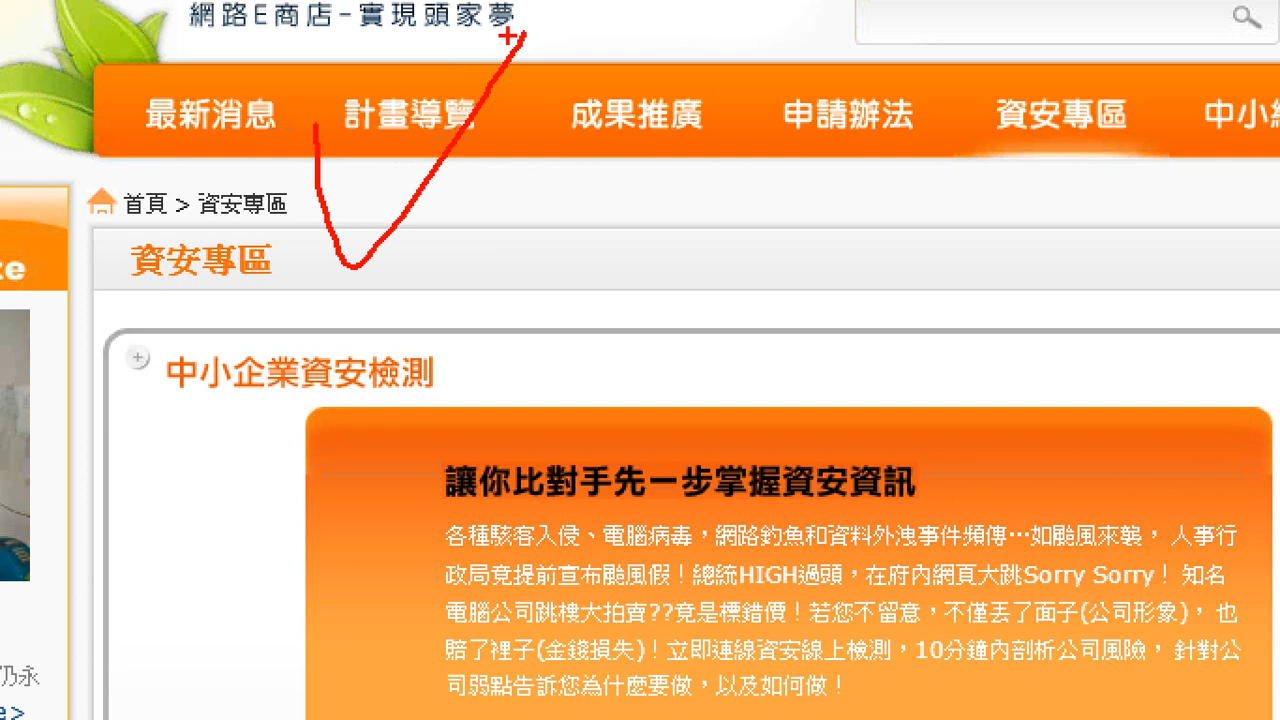 網路E商店-實現頭家夢
最新消息 計畫導覽 成果推廣 申請辦法 資安專區 中小
首頁 > 資安專區
資安專區
中小企業資安檢測
讓你比對手先一步掌握資安資訊
各種駭客入侵、電腦病毒，網路釣魚和資料外洩事件頻傳…如颱風來襲， 人事行
政局竟提前宣布颱風假！總統HIGH過頭，在府內網頁大跳Sorry Sorry！ 知名
電腦公司跳樓大拍賣??竟是標錯價！若您不留意，不僅丟了面子(公司形象)， 也
賠了裡子(金錢損失)！立即連線資安線上檢測，10分鐘內剖析公司風險， 針對公
司弱點告訴您為什麼要做，以及如何做！
乃永
e>